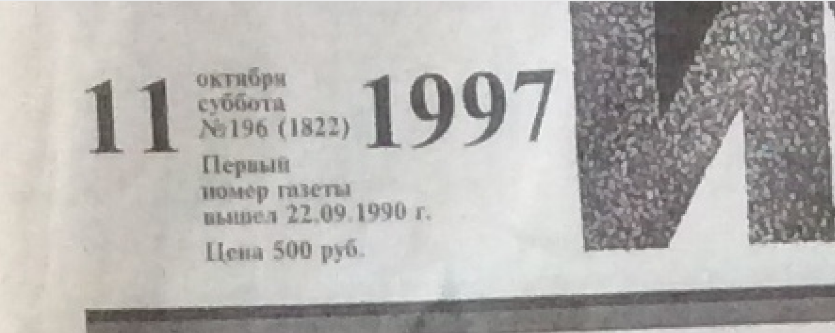 11 октября 1997
суббота
№196 (1822)
Первый
номер газеты
вышел 22.09.1990 г.
Цена 500 руб.
И